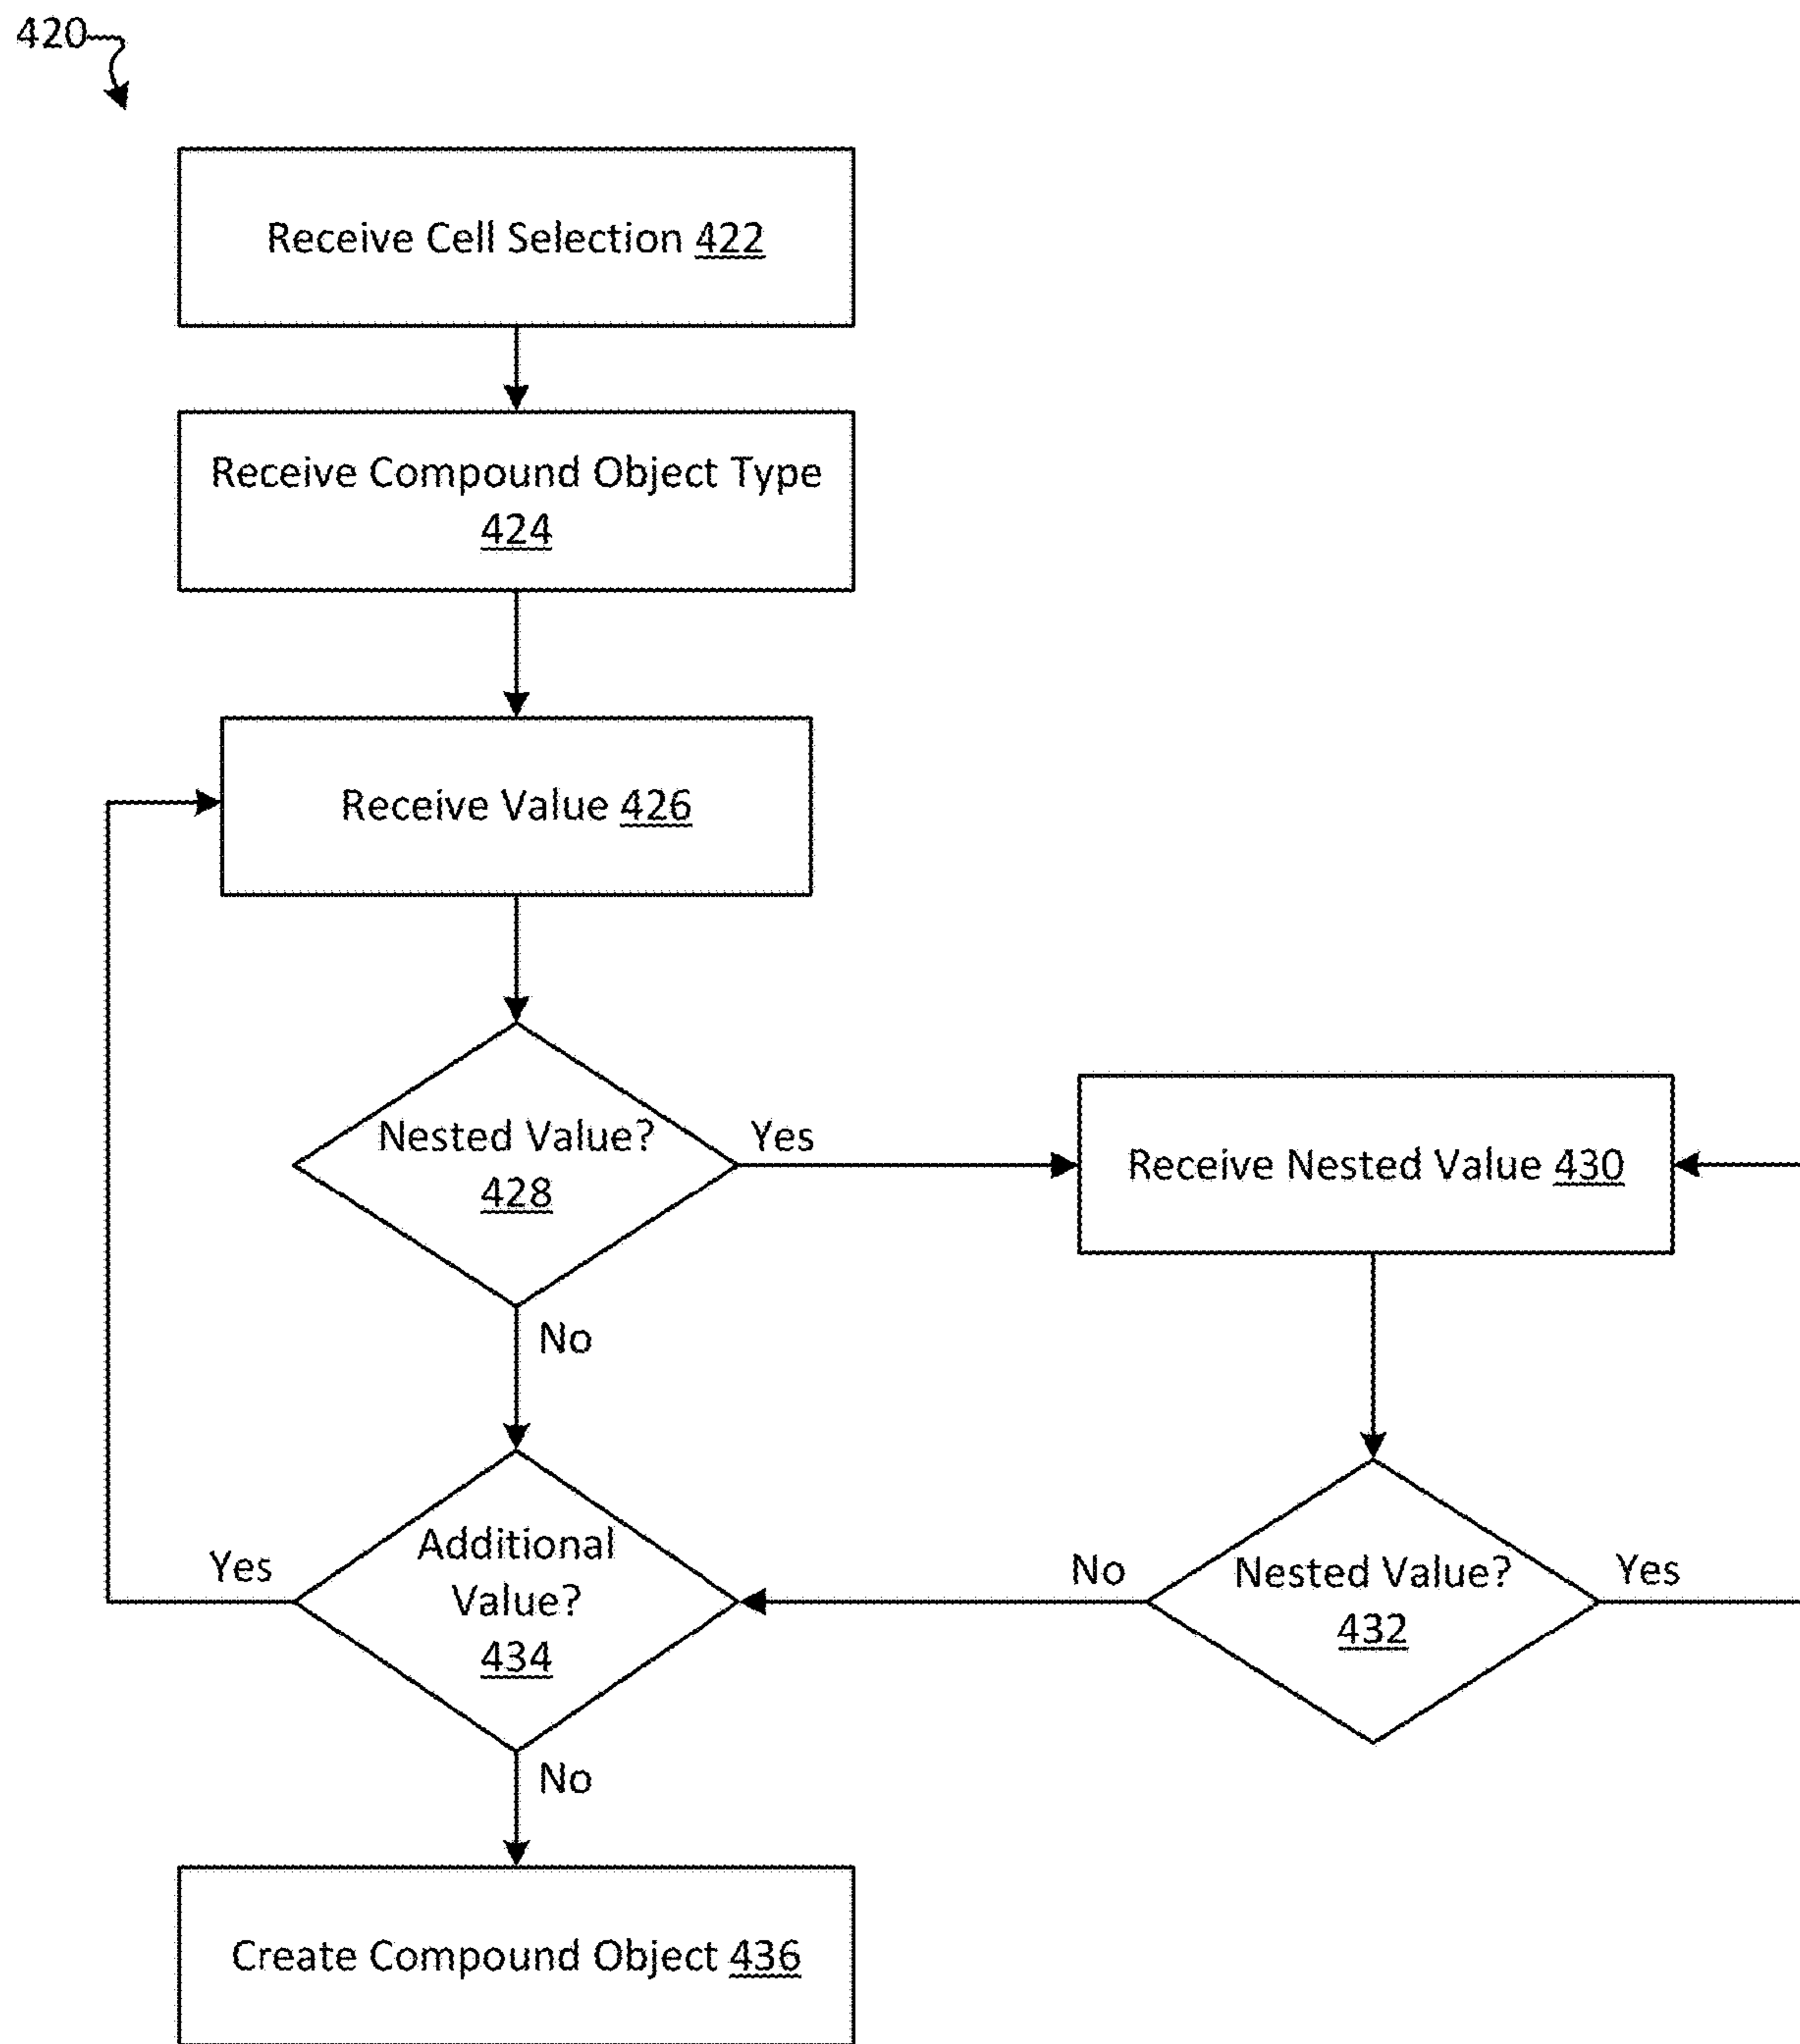 420
Receive Cell Selection 422
Receive Compound Object Type
424
Receive Value 426
Nested Value?
428
Yes
Receive Nested Value 430
No
Additional
Value?
434
Yes
No
Nested Value?
432
Yes
No
Create Compound Object 436